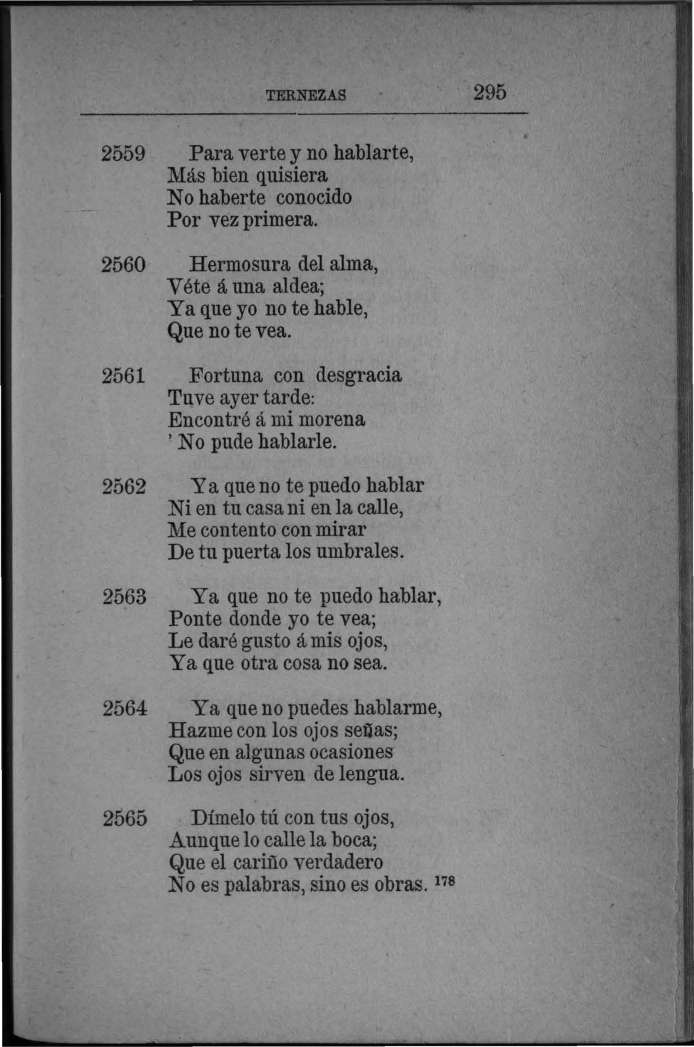 TERNEZAS 295
2559 Para verte y no hablarte,
Más bien quisiera
No haberte conocido
Por vez primera.
2560 Hermosura del alma,
Véte á una aldea;
Ya que yo no te hable,
Que no te vea.
2561 Fortuna con desgracia
Tuve ayer tarde:
Encontré á mi morena
' No pude hablarle.
2562 Ya que no te puedo hablar
Ni en tu casa ni en la calle,
Me contento con mirar
De tu puerta los umbrales.
2563 Ya que no te puedo hablar,
Ponte donde yo te vea;
Le daré gusto á mis ojos,
Ya que otra cosa no sea.
2564 Ya que no puedes hablarme,
Hazme con los ojos señas;
Que en algunas ocasiones
Los ojos sirven de lengua.
2565 Dímelo tú con tus ojos,
Aunque lo calle la boca;
Que el cariño verdadero
No es palabras, sino es obras. 178